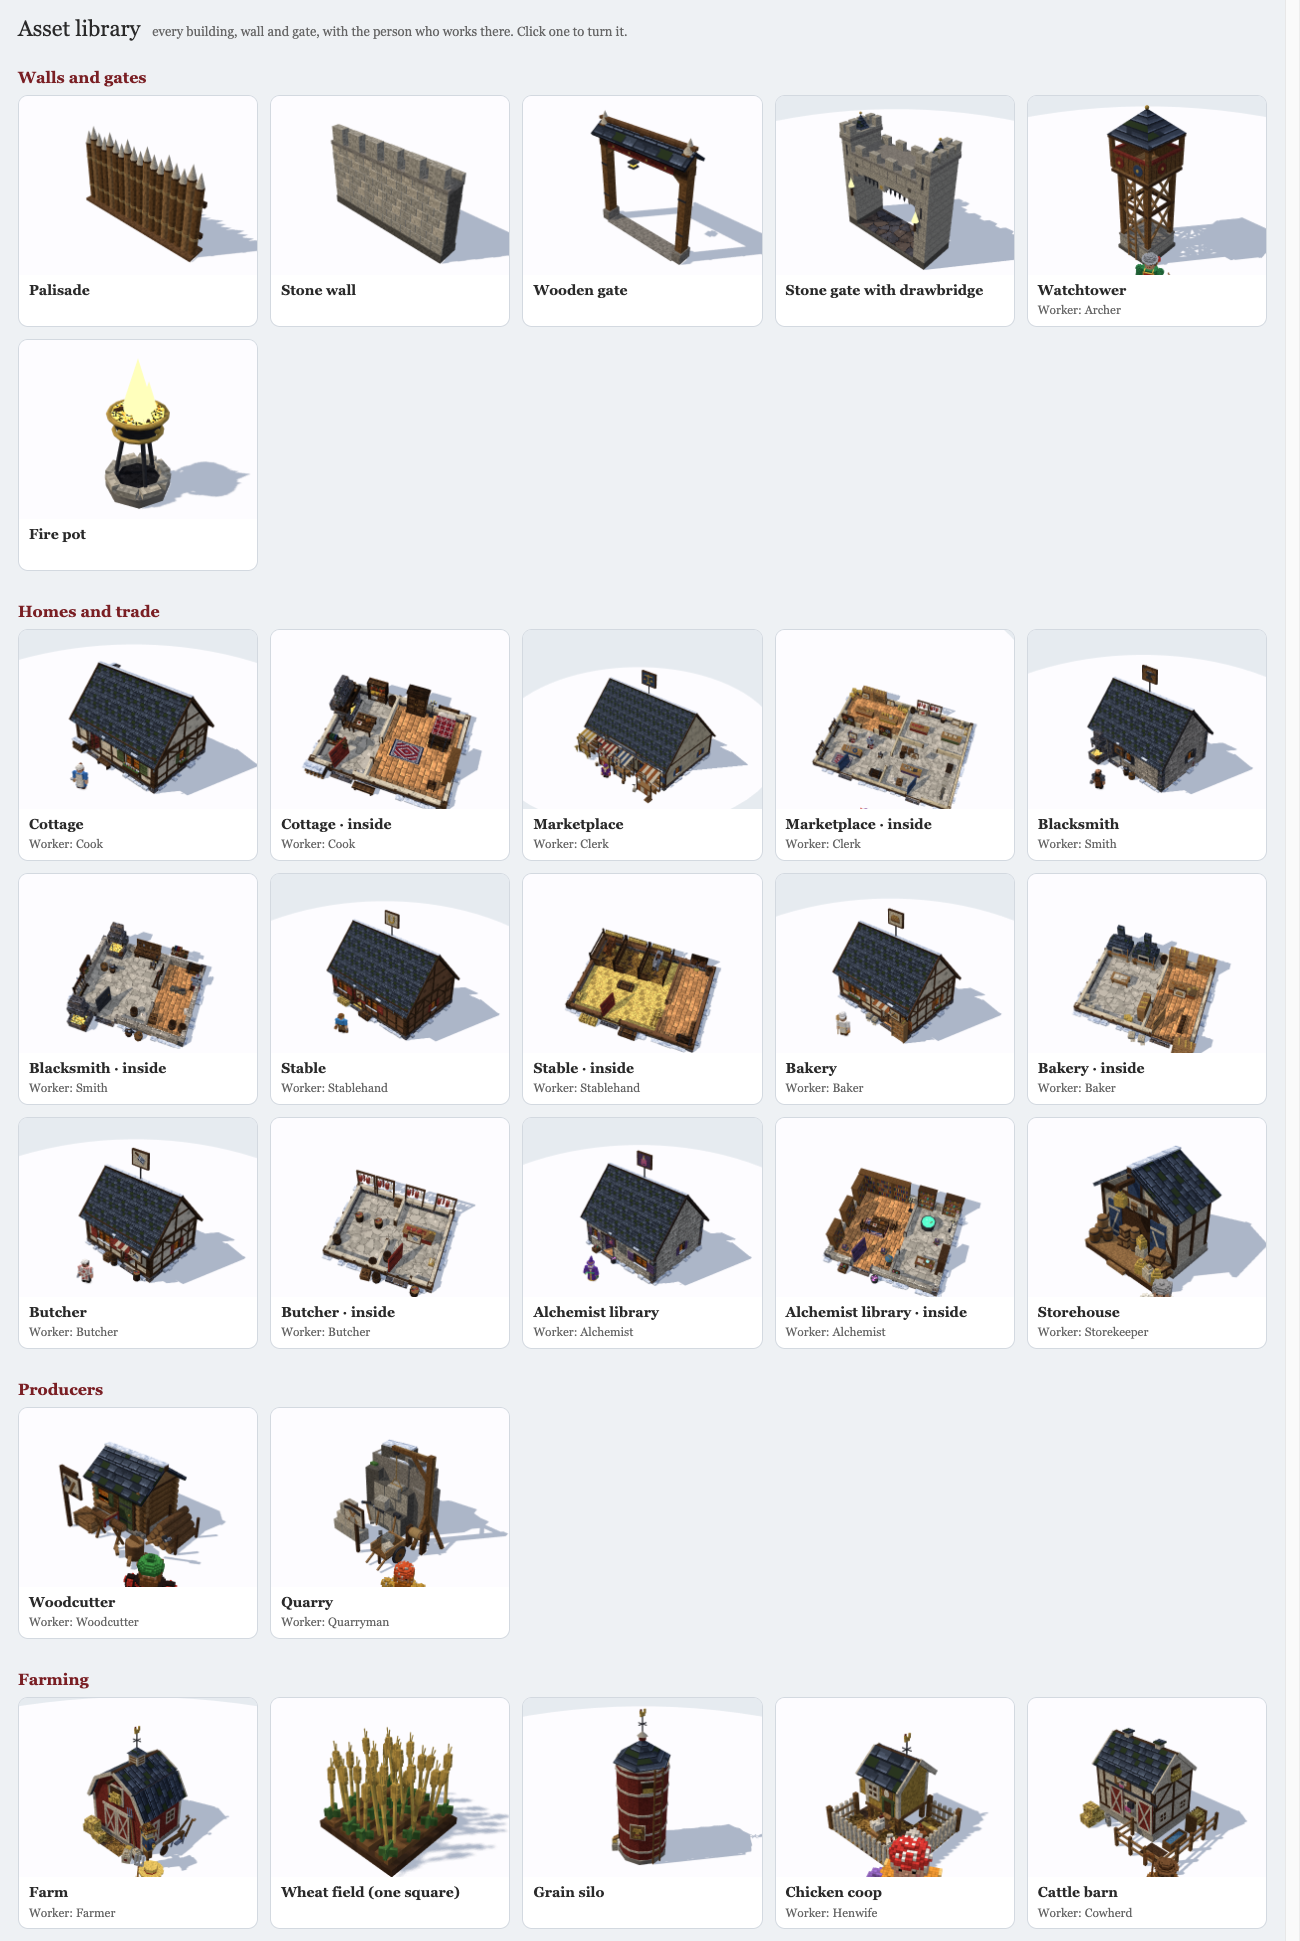 Asset library every building, wall and gate, with the person who works there. Click one to turn it.
Walls and gates
Palisade
Stone wall
Wooden gate
Stone gate with drawbridge
Watchtower
Worker: Archer
Fire pot
Homes and trade
Cottage
Worker: Cook
Cottage · inside
Worker: Cook
Marketplace
Worker: Clerk
Marketplace · inside
Worker: Clerk
Blacksmith
Worker: Smith
Blacksmith · inside
Worker: Smith
Stable
Worker: Stablehand
Stable · inside
Worker: Stablehand
Bakery
Worker: Baker
Bakery · inside
Worker: Baker
Butcher
Worker: Butcher
Butcher · inside
Worker: Butcher
Alchemist library
Worker: Alchemist
Alchemist library · inside
Worker: Alchemist
Storehouse
Worker: Storekeeper
Producers
Woodcutter
Worker: Woodcutter
Quarry
Worker: Quarryman
Farming
Farm
Worker: Farmer
Wheat field (one square)
Grain silo
Chicken coop
Worker: Henwife
Cattle barn
Worker: Cowherd